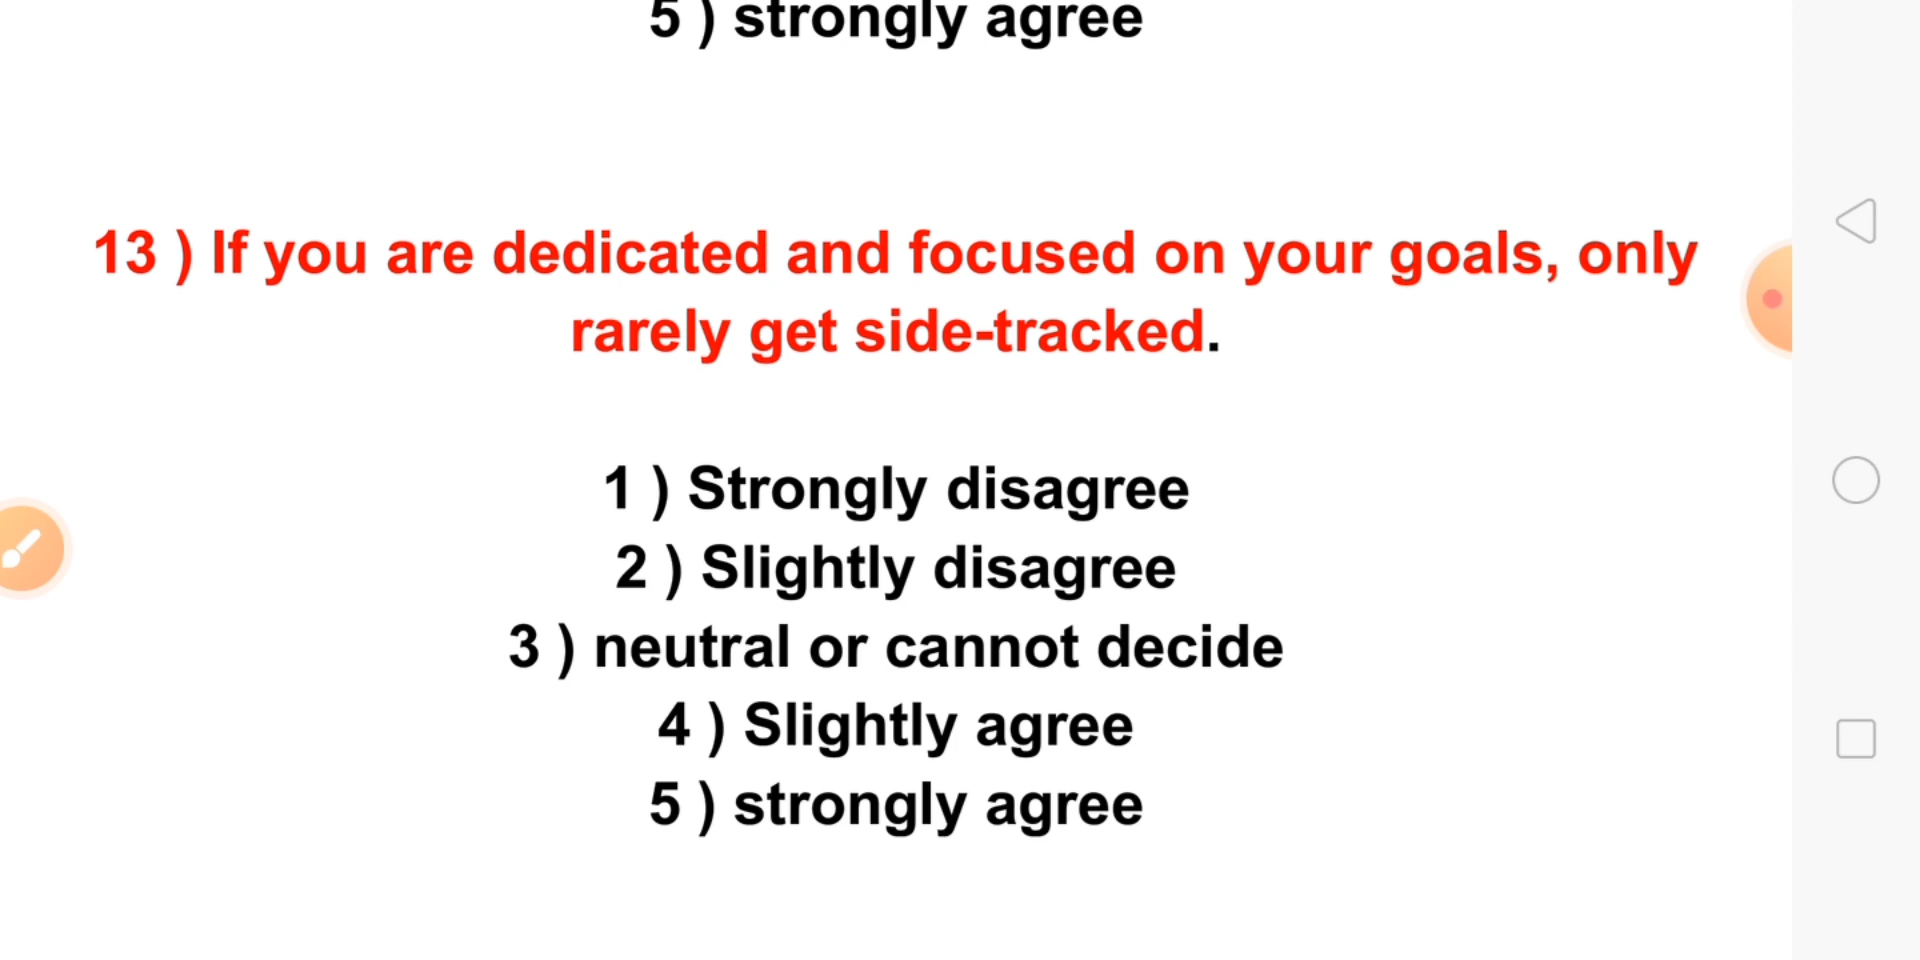 5 ) strongly agree
13 ) If you are dedicated and focused on your goals, only
rarely get side-tracked.
1 ) Strongly disagree
2 ) Slightly disagree
3 ) neutral or cannot decide
4 ) Slightly agree
5 ) strongly agree